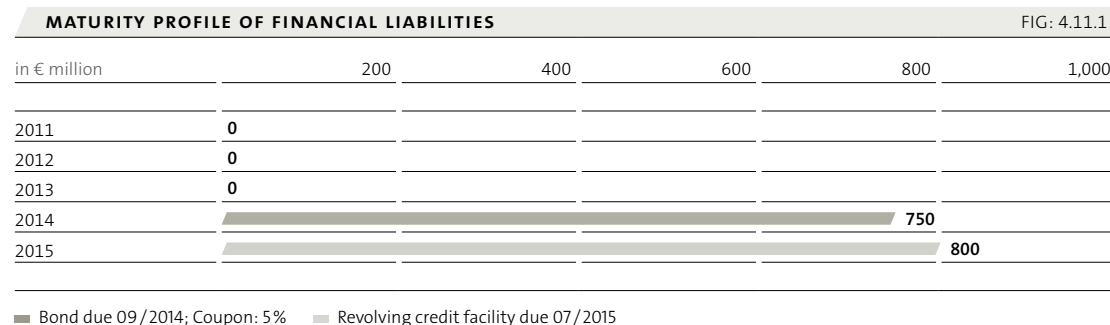 MATURITY PROFILE OF FINANCIAL LIABILITIES FIG: 4.11.1
in € million 200 400 600 800 1,000
2011 0
2012 0
2013 0
2014 750
2015 800
Bond due 09/2014; Coupon: 5% Revolving credit facility due 07/2015